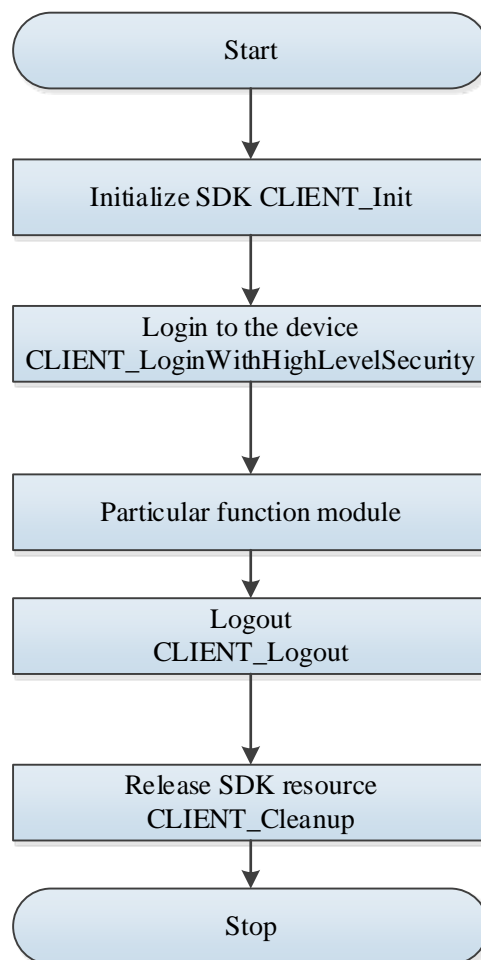 Start
Initialize SDK CLIENT_Init
Login to the device
CLIENT_LoginWithHighLevelSecurity
Particular function module
Logout
CLIENT_Logout
Release SDK resource
CLIENT_Cleanup
Stop